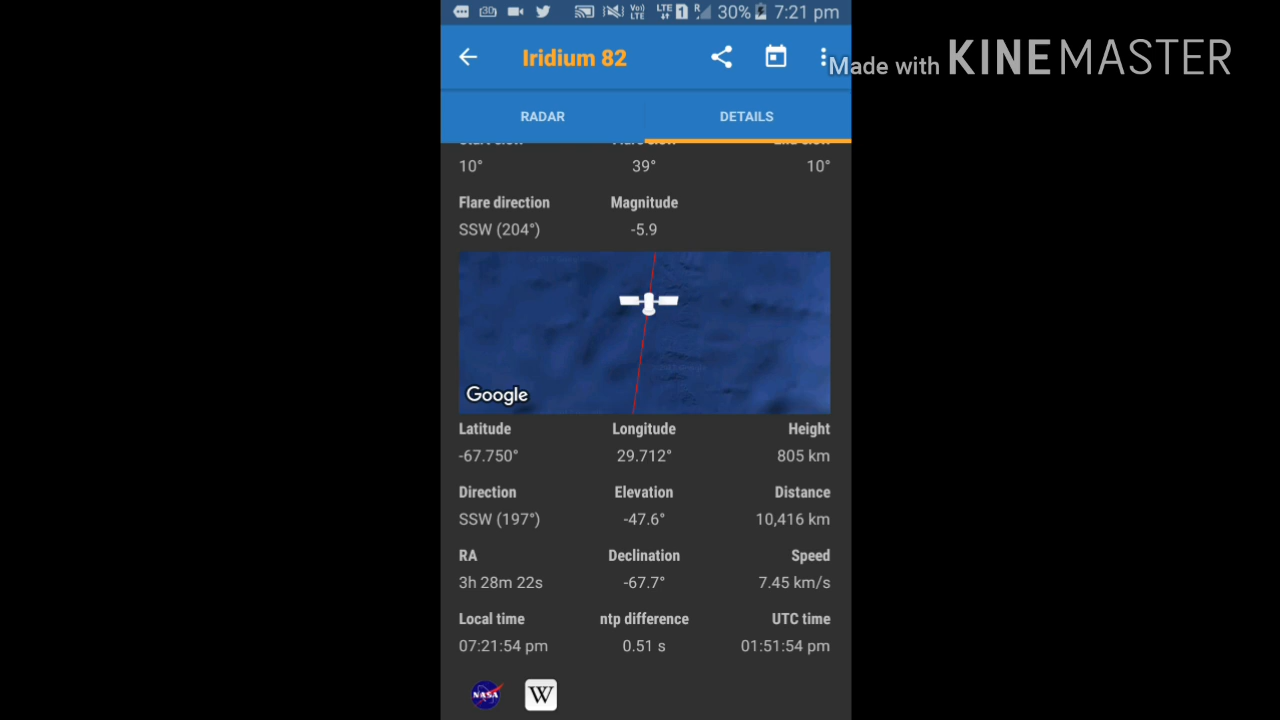 30% 7:21 pm
Iridium 82
Made with KINEMASTER
RADAR DETAILS
10° 39° 10°
Flare direction Magnitude
SSW (204°) -5.9
Google
Latitude Longitude Height
-67.750° 29.712° 805 km
Direction Elevation Distance
SSW (197°) -47.6° 10,416 km
RA Declination Speed
3h 28m 22s -67.7° 7.45 km/s
Local time ntp difference UTC time
07:21:54 pm 0.51 s 01:51:54 pm
NASA W